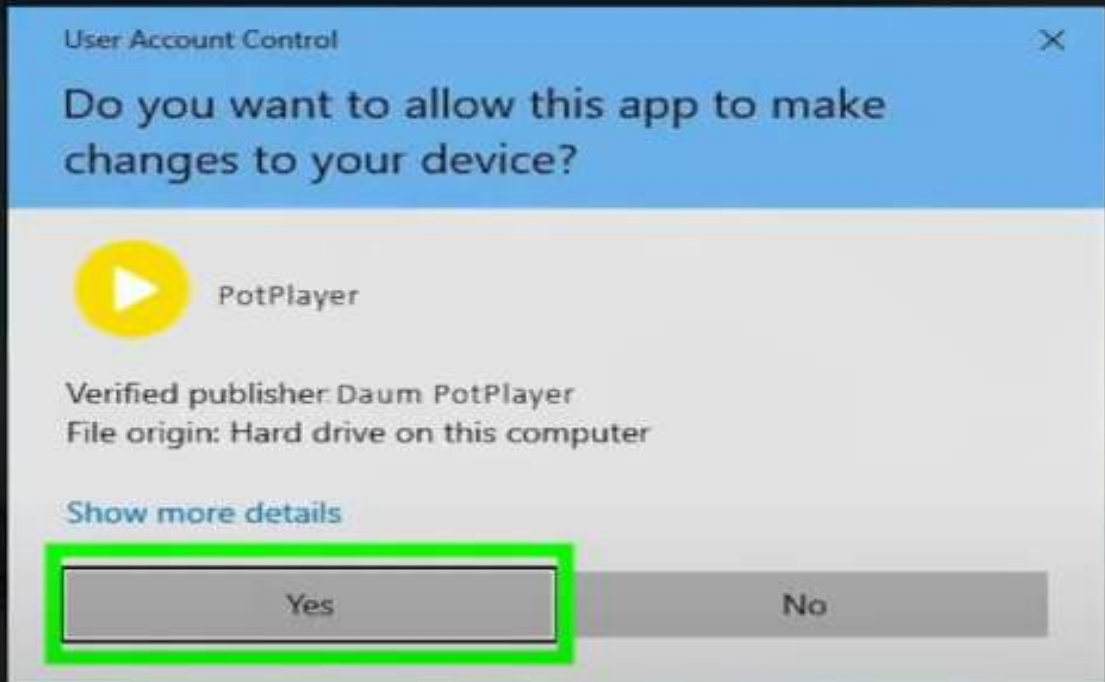 User Account Control
Do you want to allow this app to make
changes to your device?
PotPlayer
Verified publisher: Daum PotPlayer
File origin: Hard drive on this computer
Show more details
Yes
No